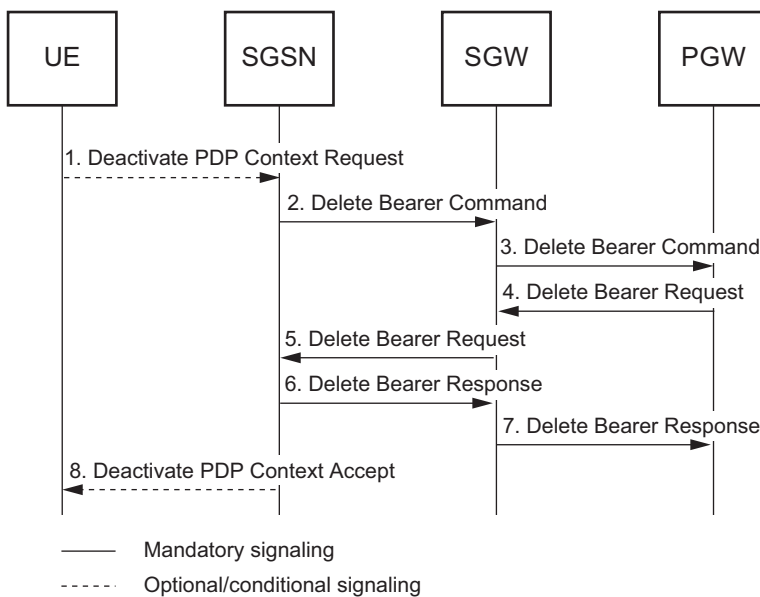 UE
SGSN
SGW
PGW
1. Deactivate PDP Context Request
2. Delete Bearer Command
3. Delete Bearer Command
4. Delete Bearer Request
5. Delete Bearer Request
6. Delete Bearer Response
7. Delete Bearer Response
8. Deactivate PDP Context Accept
Mandatory signaling
Optional/conditional signaling